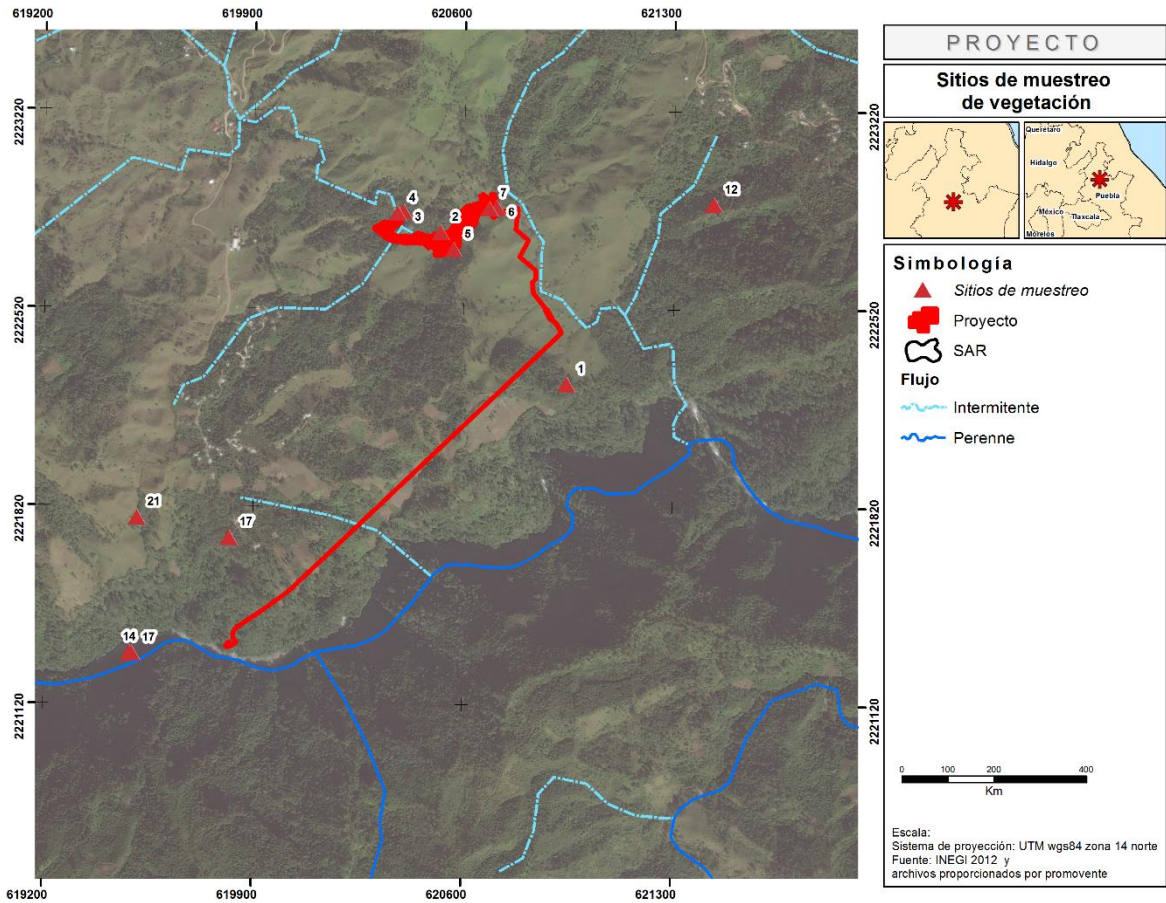 619200
619900
620600
621300
2223220
2222520
2221820
2221120
4
3
2
5
7
6
12
1
21
17
14
17
2223220
2222520
2221820
2221120
619200
619900
620600
621300
PROYECTO
Sitios de muestreo
de vegetación
Querétaro
Hidalgo
Puebla
México
Tlaxcala
Morelos
Simbología
Sitios de muestreo
Proyecto
SAR
Flujo
Intermitente
Perenne
0 100 200 400
Km
Escala:
Sistema de proyección: UTM wgs84 zona 14 norte
Fuente: INEGI 2012 y
archivos proporcionados por promovente